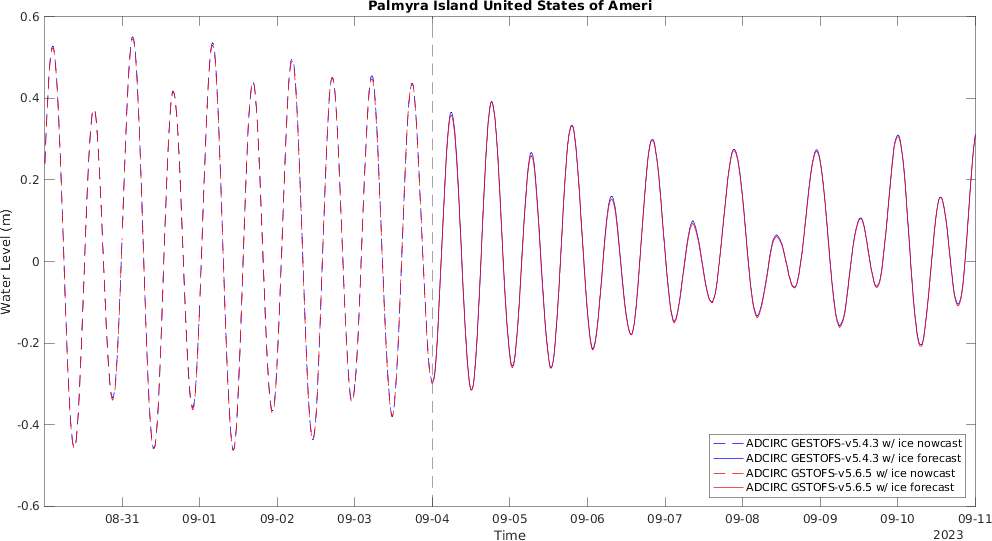 Palmyra Island United States of Ameri
Water Level (m)
0.6
0.4
0.2
0
-0.2
-0.4
-0.6
ADCIRC GESTOFS-v5.4.3 w/ ice nowcast
ADCIRC GESTOFS-v5.4.3 w/ ice forecast
ADCIRC GSTOFS-v5.6.5 w/ ice nowcast
ADCIRC GSTOFS-v5.6.5 w/ ice forecast
08-31 09-01 09-02 09-03 09-04 09-05 09-06 09-07 09-08 09-09 09-10 09-11
Time
2023